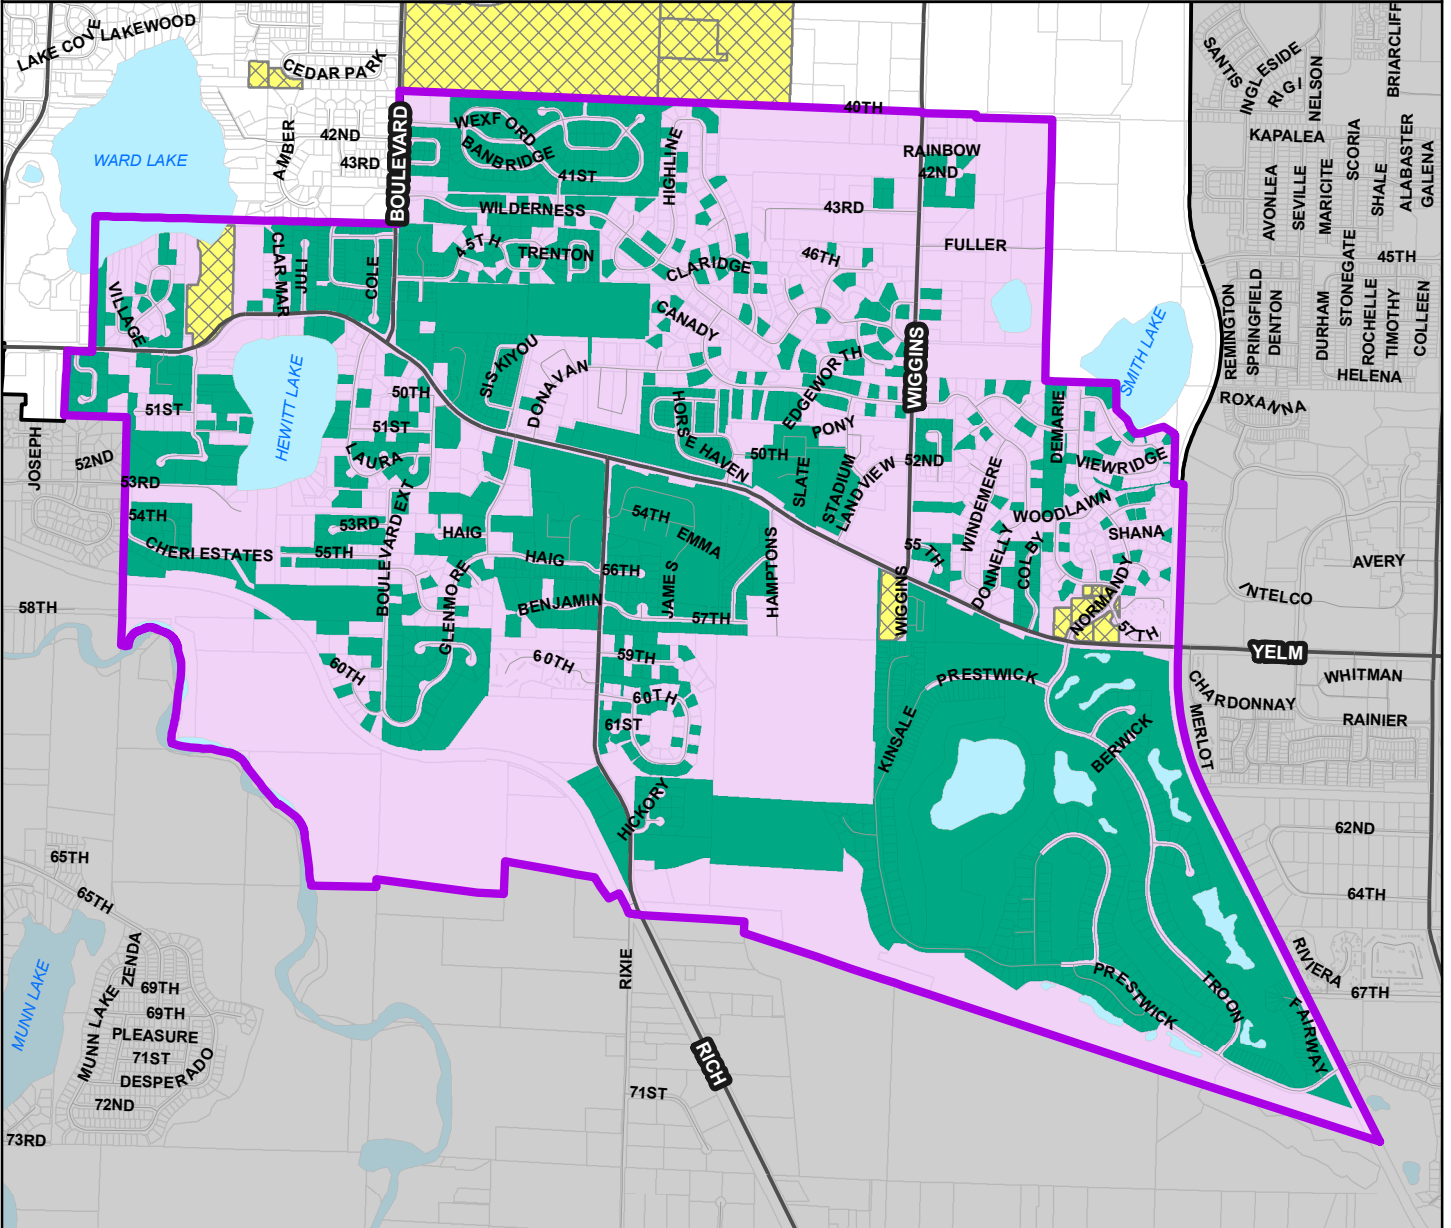 LAKE COVE
LAKEWOOD
CEDAR PARK
WARD LAKE
AMBER
42ND
43RD
BOULEVARD
WEXFORD
BANBRIDGE
41ST
HIGHLINE
40TH
RAINBOW
42ND
WILDERNESS
43RD
FULLER
45TH
TRENTON
CLARIDGE
46TH
VILLAGE
CLAR MAR
JULI
COLE
CANADY
SISKIYOU
DONAVAN
EDGEWORTH
WIGGINS
SMITH LAKE
HEWITT LAKE
50TH
51ST
51ST
LAURA
HORSE HAVEN
PONY
50TH
SLATE
STADIUM
LANDVIEW
52ND
DEMARIE
VIEWRIDGE
WINDEMERE
WOODLAWN
SHANA
DONNELLY
COLBY
NORMANDY
57TH
55TH
WIGGINS
JOSEPH
52ND
53RD
54TH
CHERI ESTATES
53RD
55TH
BOULEVARD EXT
HAIG
HAIG
54TH
EMMA
56TH
JAMES
HAMPTONS
BENJAMIN
57TH
GLENMORE
58TH
60TH
60TH
59TH
60TH
61ST
HICKORY
KINSALE
PRESTWICK
BERWICK
PRESTWICK
TROON
FAIRWAY
YELM
CHARDONNAY
MERLOT
WHITMAN
RAINIER
62ND
64TH
RIVIERA
67TH
SANTIS
INGLESIDE
RIGI
NELSON
BRIARCLIFF
KAPALEA
AVONLEA
SEVILLE
MARICITE
SCORIA
SHALE
ALABASTER
GALENA
45TH
REMINGTON
SPRINGFIELD
DENTON
DURHAM
STONEGATE
ROCHELLE
TIMOTHY
COLLEEN
HELENA
ROXANNA
AVERY
INTELCO
65TH
65TH
MUNN LAKE
MUNN LAKE
ZENDA
69TH
69TH
PLEASURE
71ST
DESPERADO
72ND
73RD
RIXIE
RICH
71ST